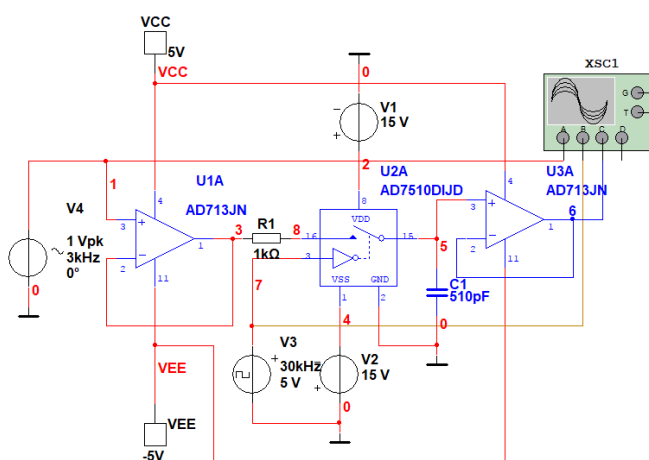 VCC
5V
VCC
0
XSC1
G
T
A B C D
V1
15 V
2
U1A
AD713JN
U2A
AD7510DIJD
U3A
AD713JN
1
V4
1 Vpk
3kHz
0°
0
4
3
2
1
11
3
R1
1kΩ
8
VDD
8
16
15
3
VSS
GND
1
2
5
4
3
2
1
11
6
C1
510pF
0
7
4
V3
30kHz
5 V
V2
15 V
0
VEE
VEE
-5V